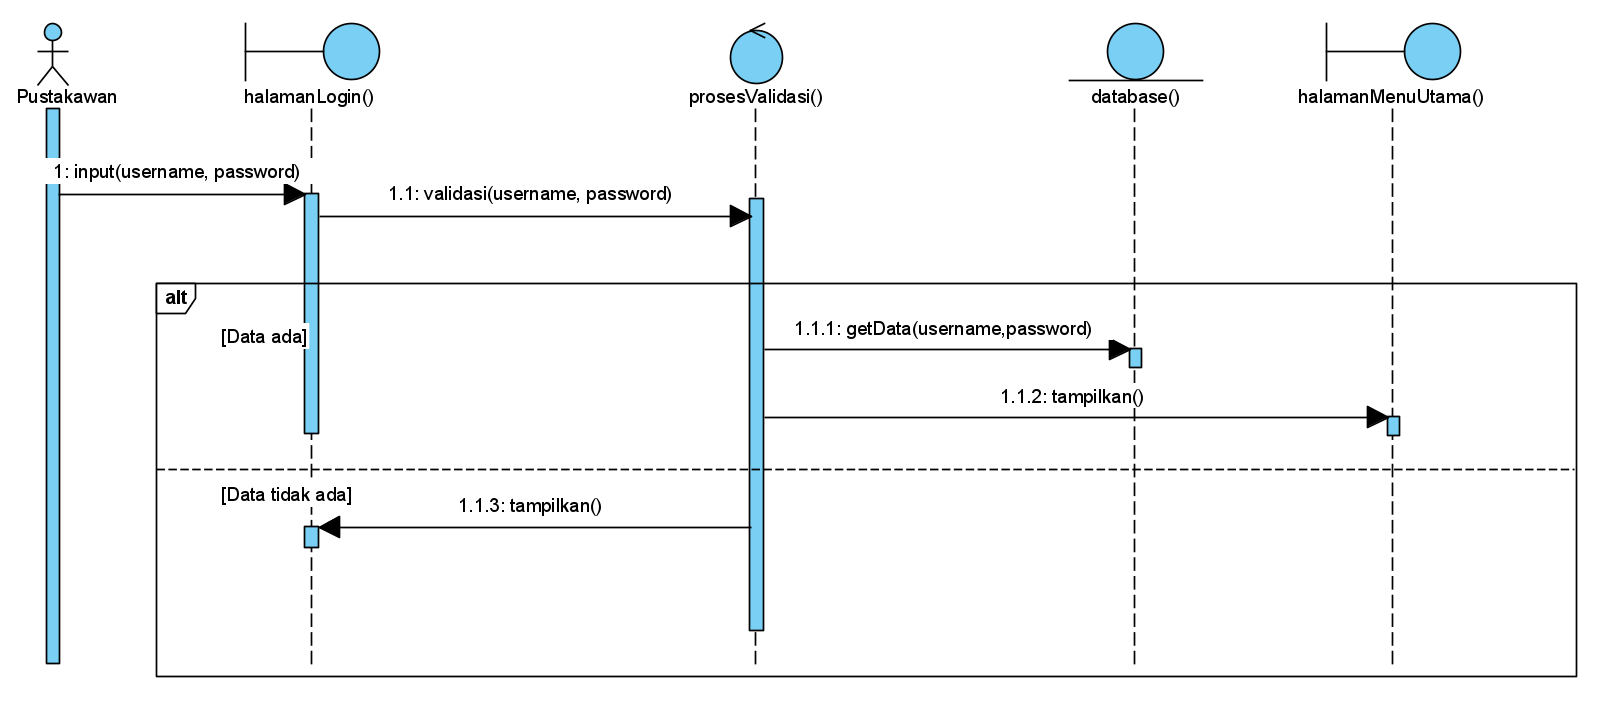 Pustakawan
halamanLogin()
prosesValidasi()
database()
halamanMenuUtama()
1: input(username, password)
1.1: validasi(username, password)
alt
[Data ada]
1.1.1: getData(username,password)
1.1.2: tampilkan()
[Data tidak ada]
1.1.3: tampilkan()